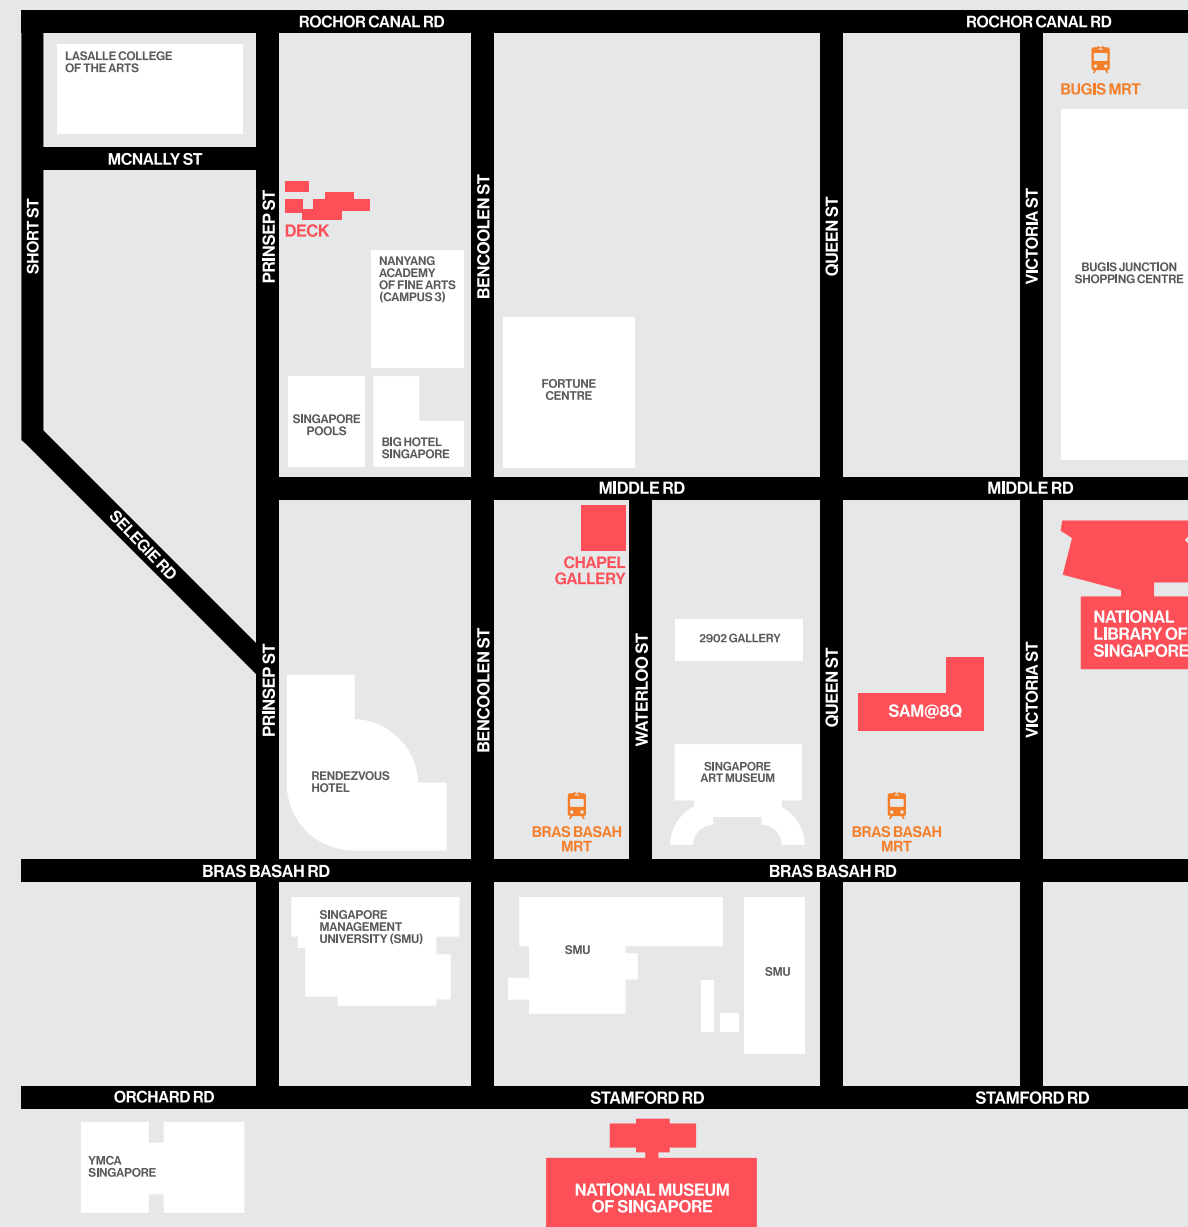 ROCHOR CANAL RD
ROCHOR CANAL RD
LASALLE COLLEGE
OF THE ARTS
BUGIS MRT
MCNALLY ST
SHORT ST
PRINSEP ST
DECK
BENCOOLEN ST
QUEEN ST
VICTORIA ST
NANYANG
ACADEMY
OF FINE ARTS
(CAMPUS 3)
BUGIS JUNCTION
SHOPPING CENTRE
FORTUNE
CENTRE
SINGAPORE
POOLS
BIG HOTEL
SINGAPORE
MIDDLE RD
MIDDLE RD
SELEGIE RD
CHAPEL
GALLERY
NATIONAL
LIBRARY OF
SINGAPORE
PRINSEP ST
BENCOOLEN ST
WATERLOO ST
2902 GALLERY
QUEEN ST
SAM@8Q
VICTORIA ST
RENDEZVOUS
HOTEL
SINGAPORE
ART MUSEUM
BRAS BASAH
MRT
BRAS BASAH
MRT
BRAS BASAH RD
BRAS BASAH RD
SINGAPORE
MANAGEMENT
UNIVERSITY (SMU)
SMU
SMU
ORCHARD RD
STAMFORD RD
STAMFORD RD
YMCA
SINGAPORE
NATIONAL MUSEUM
OF SINGAPORE